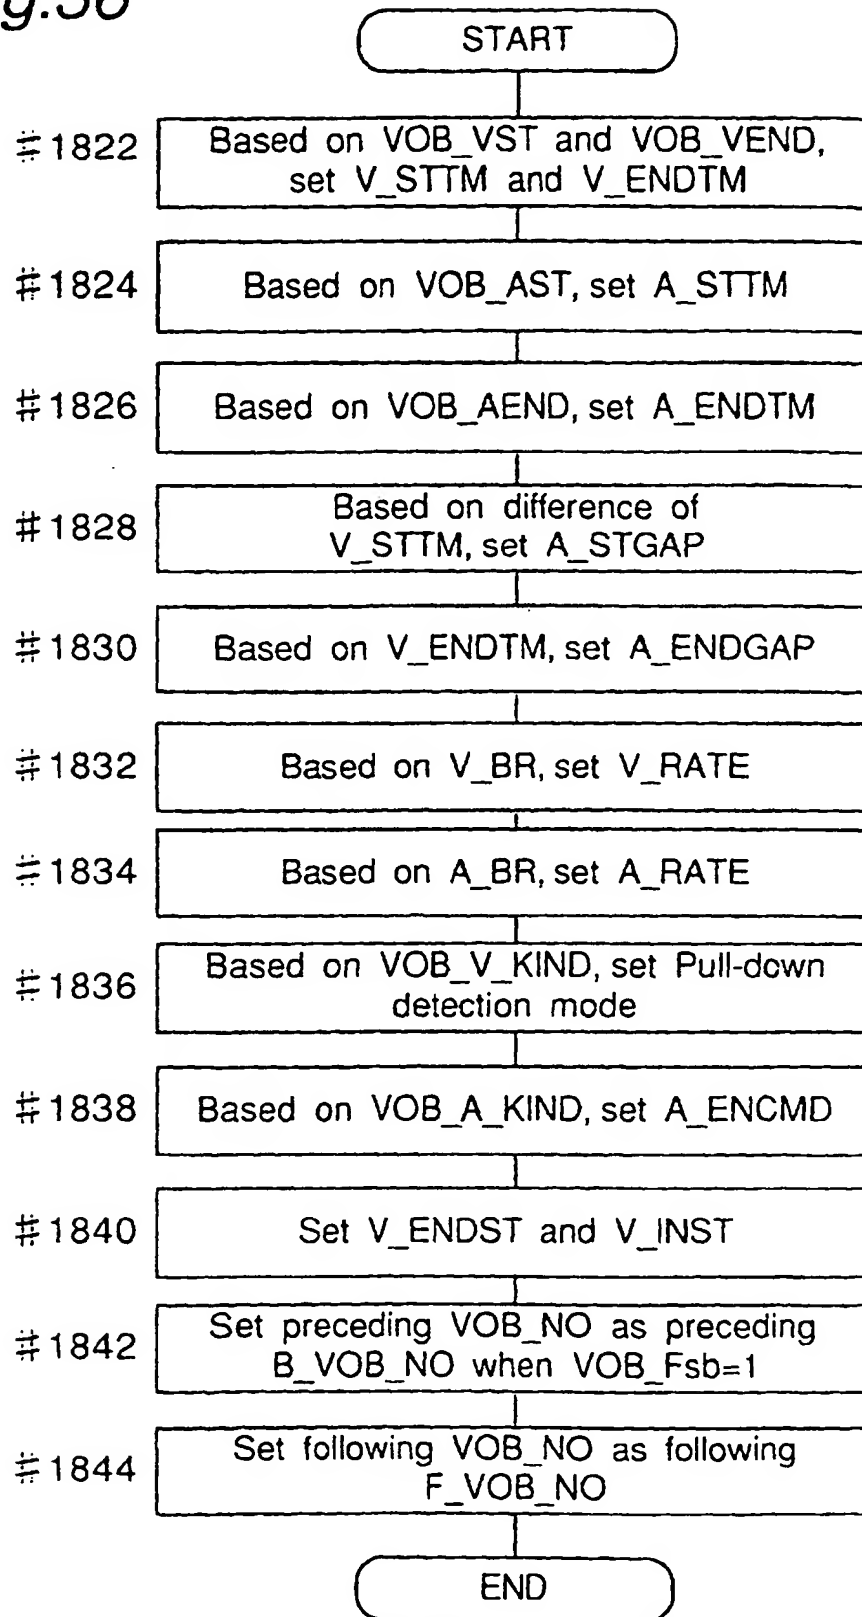 g.56
START
#1822
Based on VOB_VST and VOB_VEND,
set V_STTM and V_ENDTM
#1824
Based on VOB_AST, set A_STTM
#1826
Based on VOB_AEND, set A_ENDTM
#1828
Based on difference of
V_STTM, set A_STGAP
#1830
Based on V_ENDTM, set A_ENDGAP
#1832
Based on V_BR, set V_RATE
#1834
Based on A_BR, set A_RATE
#1836
Based on VOB_V_KIND, set Pull-down
detection mode
#1838
Based on VOB_A_KIND, set A_ENCMD
#1840
Set V_ENDST and V_INST
#1842
Set preceding VOB_NO as preceding
B_VOB_NO when VOB_Fsb=1
#1844
Set following VOB_NO as following
F_VOB_NO
END